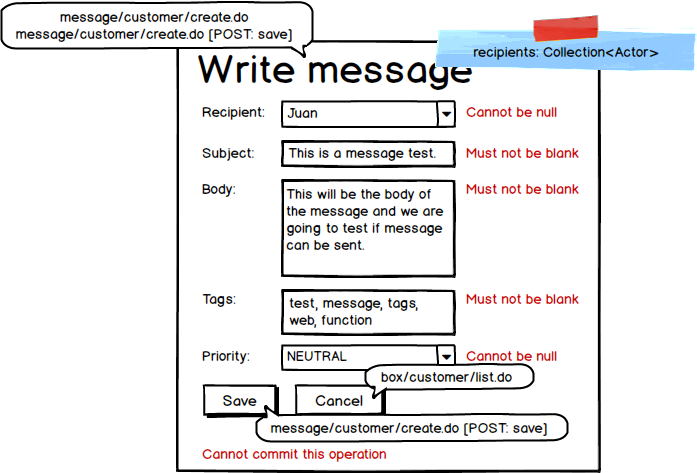 message/customer/create.do
message/customer/create.do [POST: save]
recipients: Collection<Actor>
Write message
Recipient: Juan Cannot be null
Subject: This is a message test. Must not be blank
Body: This will be the body of Must not be blank
the message and we are
going to test if message
can be sent.
Tags: test, message, tags, Must not be blank
web, function
Priority: NEUTRAL Cannot be null
box/customer/list.do
Save Cancel
message/customer/create.do [POST: save]
Cannot commit this operation